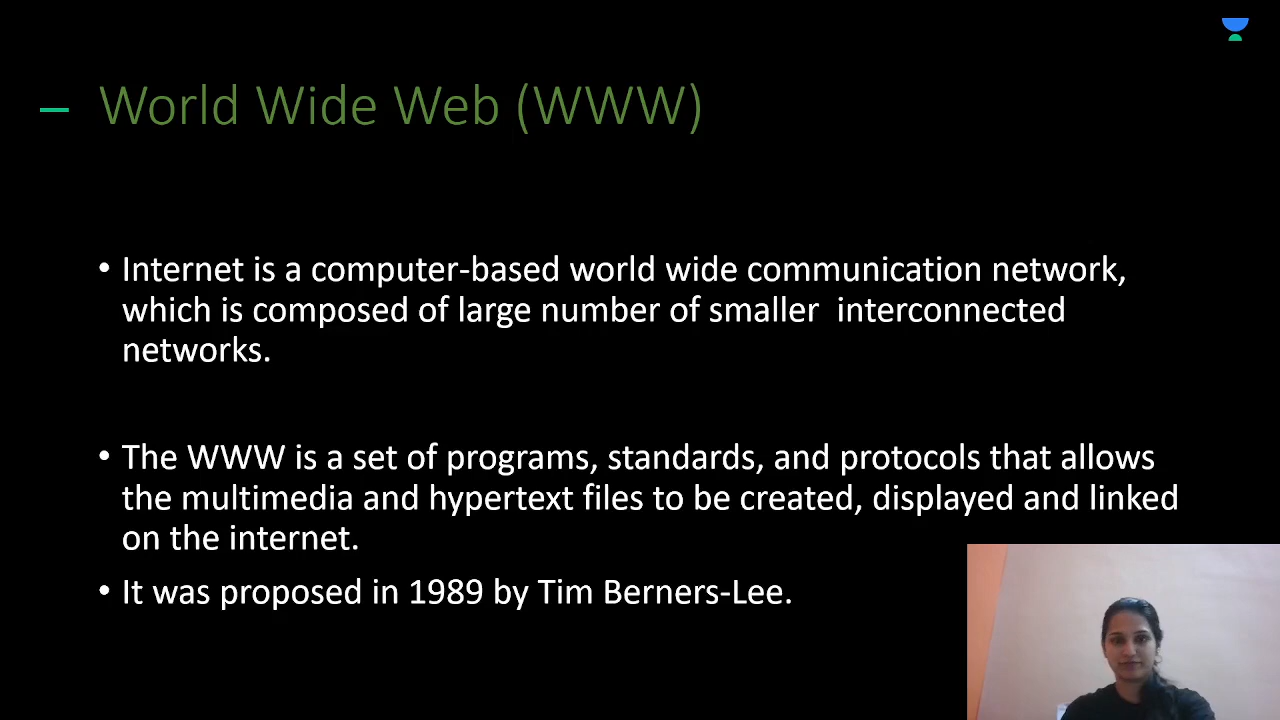 – World Wide Web (WWW)
• Internet is a computer-based world wide communication network,
which is composed of large number of smaller  interconnected
networks.
• The WWW is a set of programs, standards, and protocols that allows
the multimedia and hypertext files to be created, displayed and linked
on the internet.
• It was proposed in 1989 by Tim Berners-Lee.